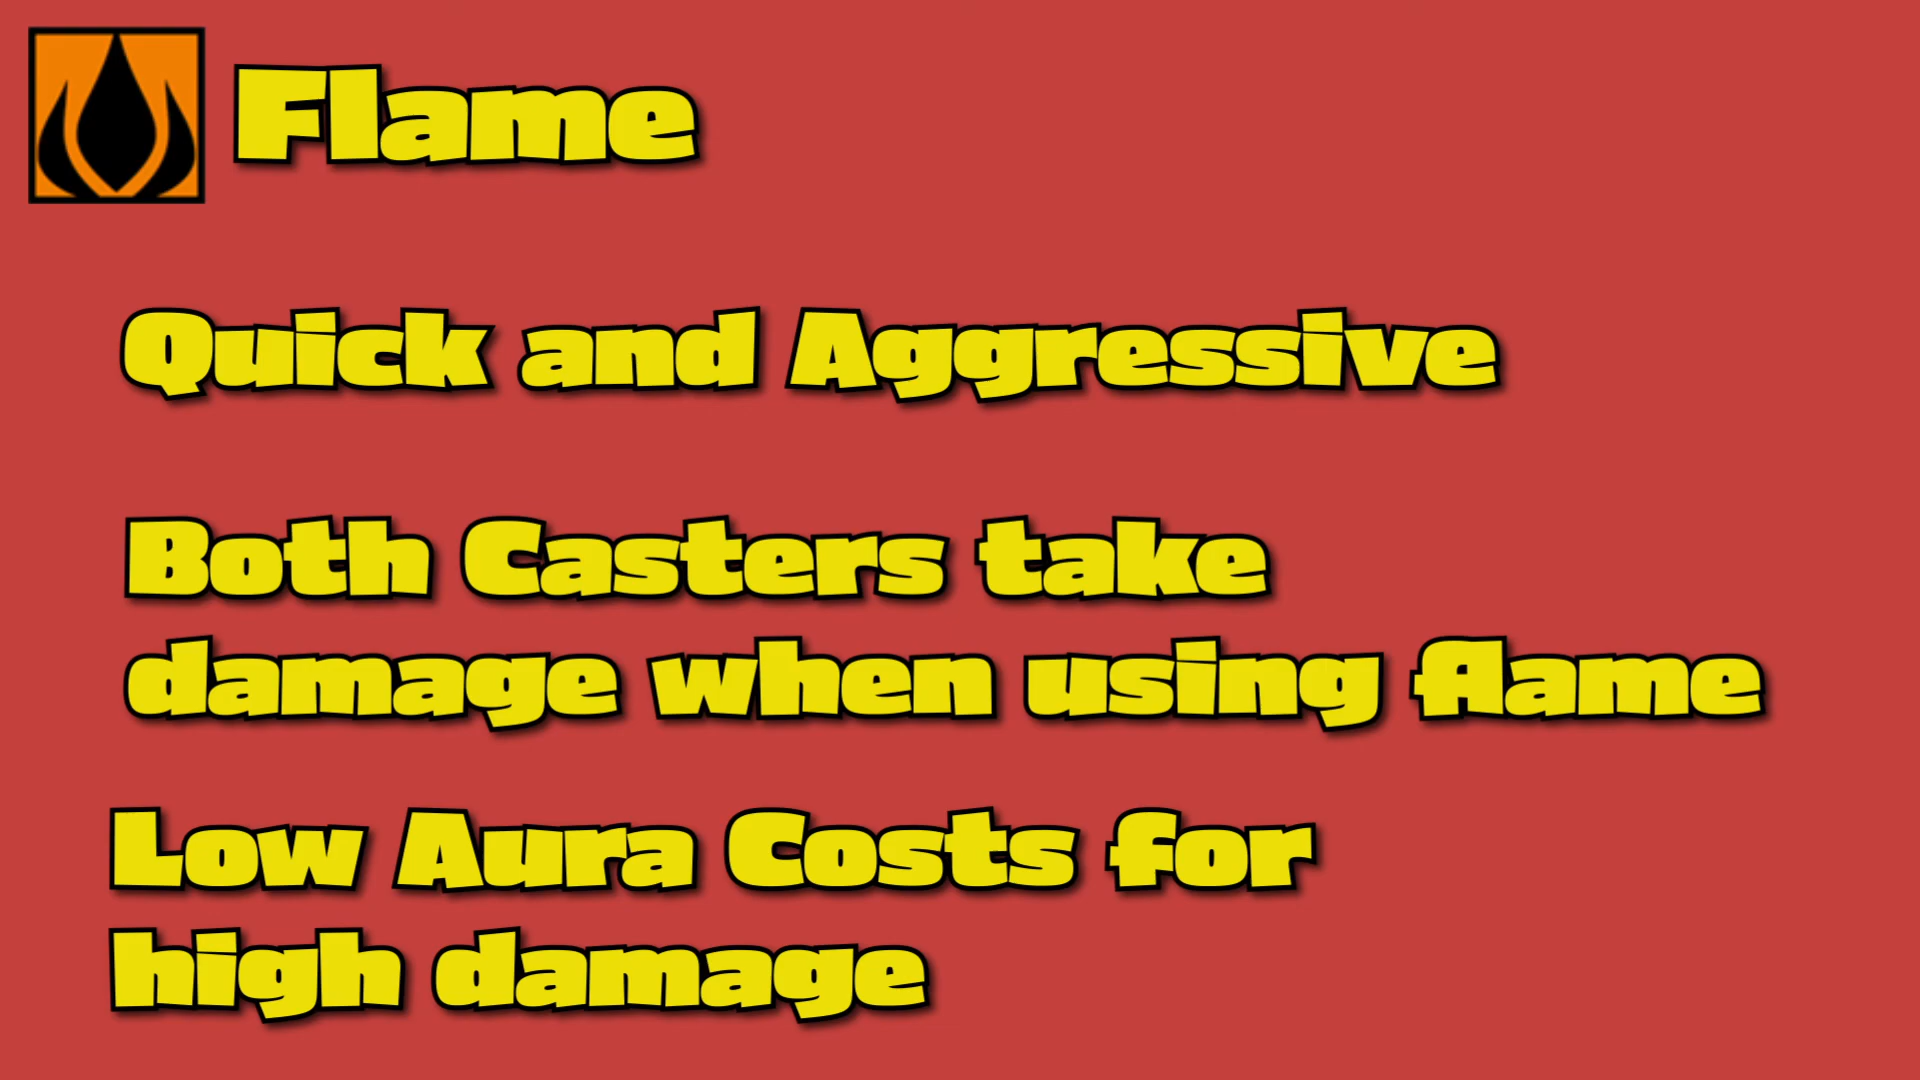 Flame
Quick and Aggressive
Both Casters take
damage when using flame
Low Aura Costs for
high damage